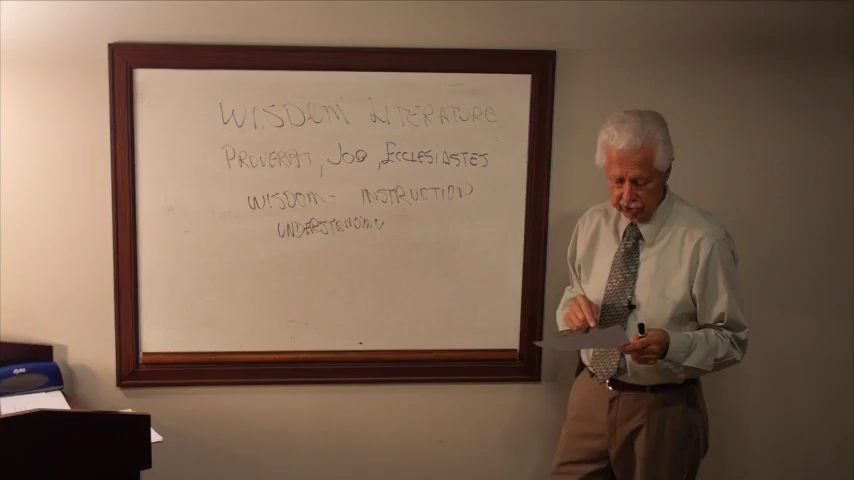 WISDOM LITERATURE
PROVERBS, JOB, ECCLESIASTES
WISDOM- INSTRUCTION
UNDERSTANDING